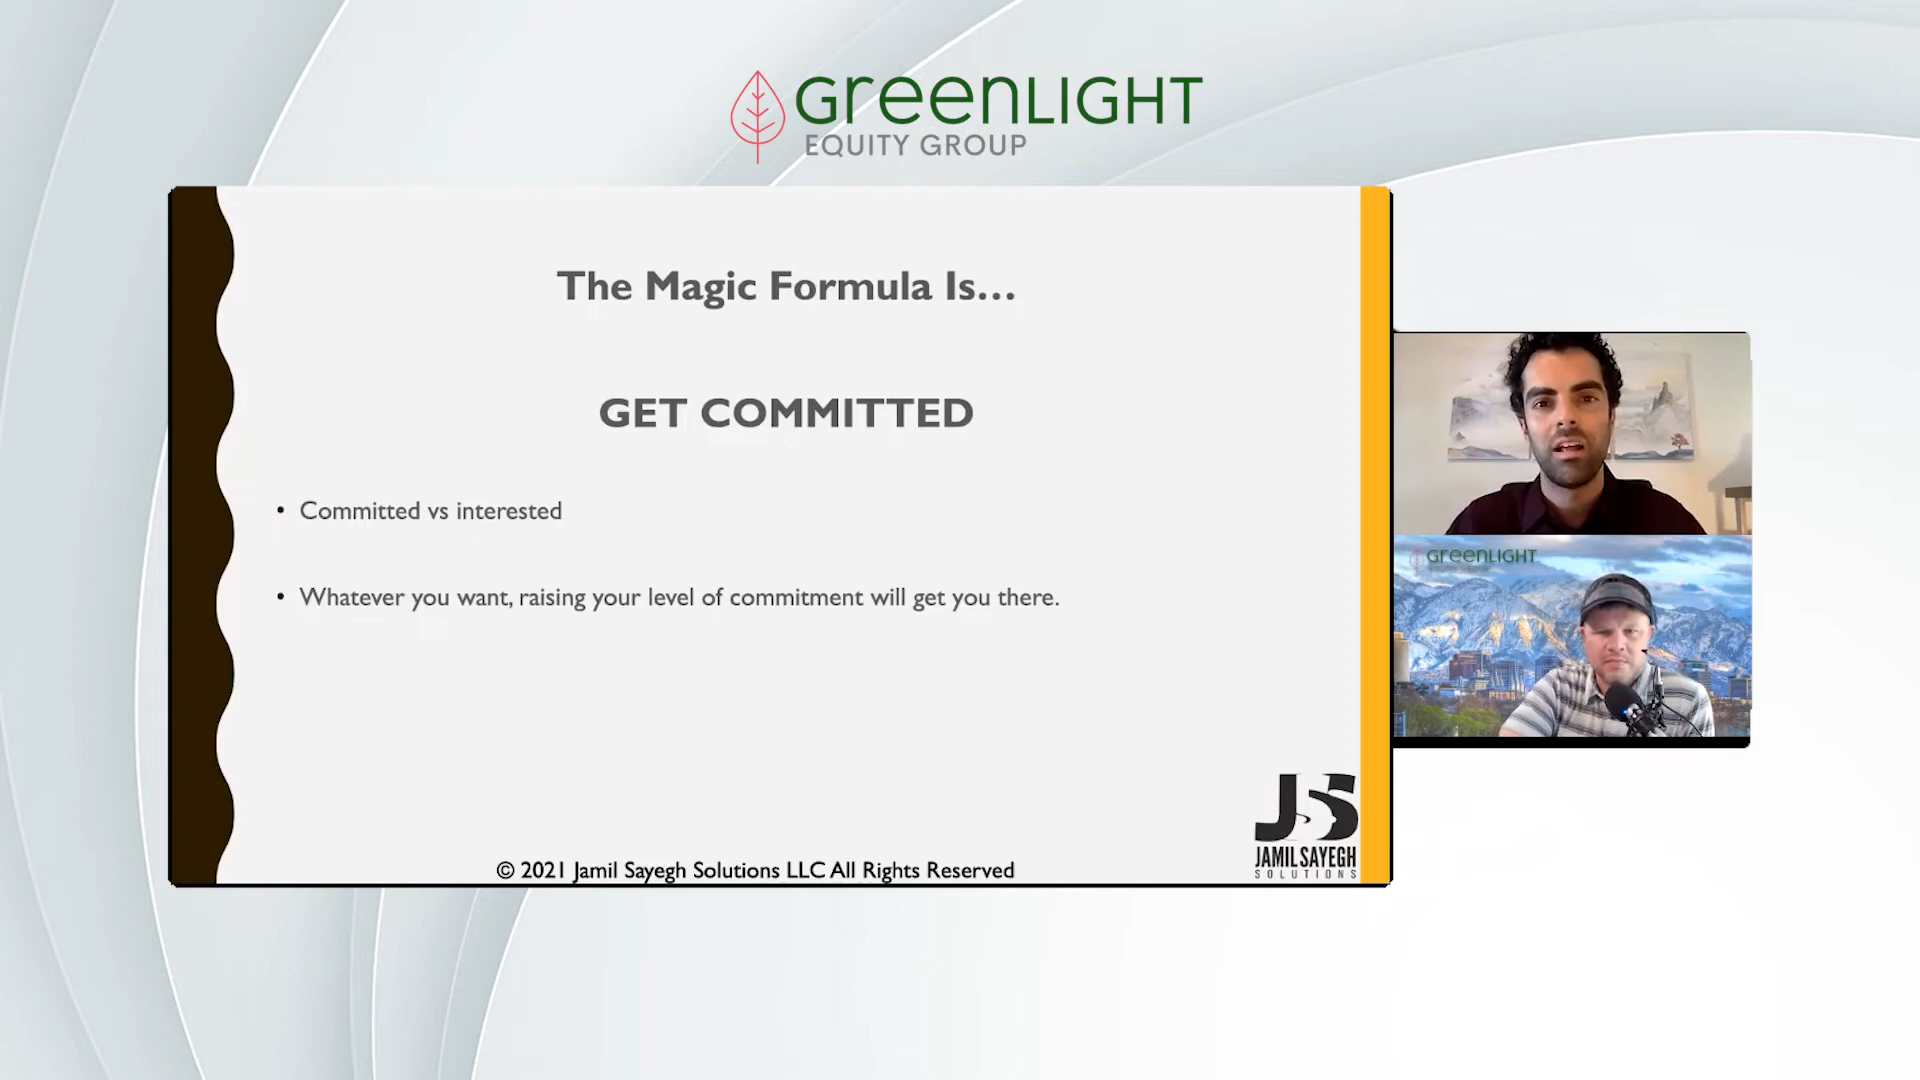 Greenlight
EQUITY GROUP
The Magic Formula Is...
GET COMMITTED
• Committed vs interested
• Whatever you want, raising your level of commitment will get you there.
Greenlight
JSS
JAMIL SAYEGH
SOLUTIONS
© 2021 Jamil Sayegh Solutions LLC All Rights Reserved